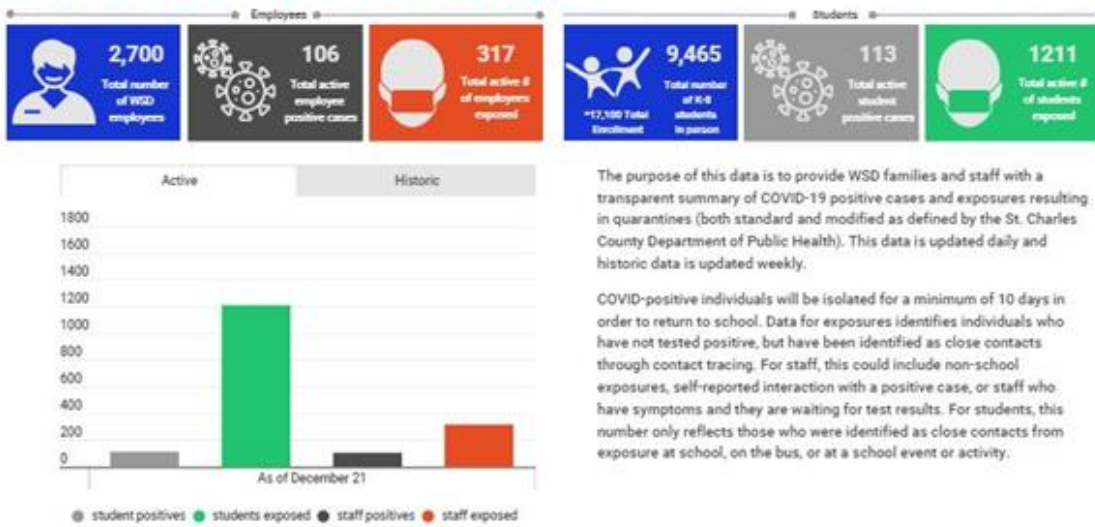 Employees
Students
2,700
Total number
of WSD
employees
106
Total active
employee
positive cases
317
Total active #
of employees
exposed
*17,100 Total
Enrollment
9,465
Total number
of K-8
students
in person
113
Total active
student
positive cases
1211
Total active #
of students
exposed
Active
Historic
1800
1600
1400
1200
1000
800
600
400
200
0
As of December 21
student positives
students exposed
staff positives
staff exposed
The purpose of this data is to provide WSD families and staff with a
transparent summary of COVID-19 positive cases and exposures resulting
in quarantines (both standard and modified as defined by the St. Charles
County Department of Public Health). This data is updated daily and
historic data is updated weekly.
COVID-positive individuals will be isolated for a minimum of 10 days in
order to return to school. Data for exposures identifies individuals who
have not tested positive, but have been identified as close contacts
through contact tracing. For staff, this could include non-school
exposures, self-reported interaction with a positive case, or staff who
have symptoms and they are waiting for test results. For students, this
number only reflects those who were identified as close contacts from
exposure at school, on the bus, or at a school event or activity.